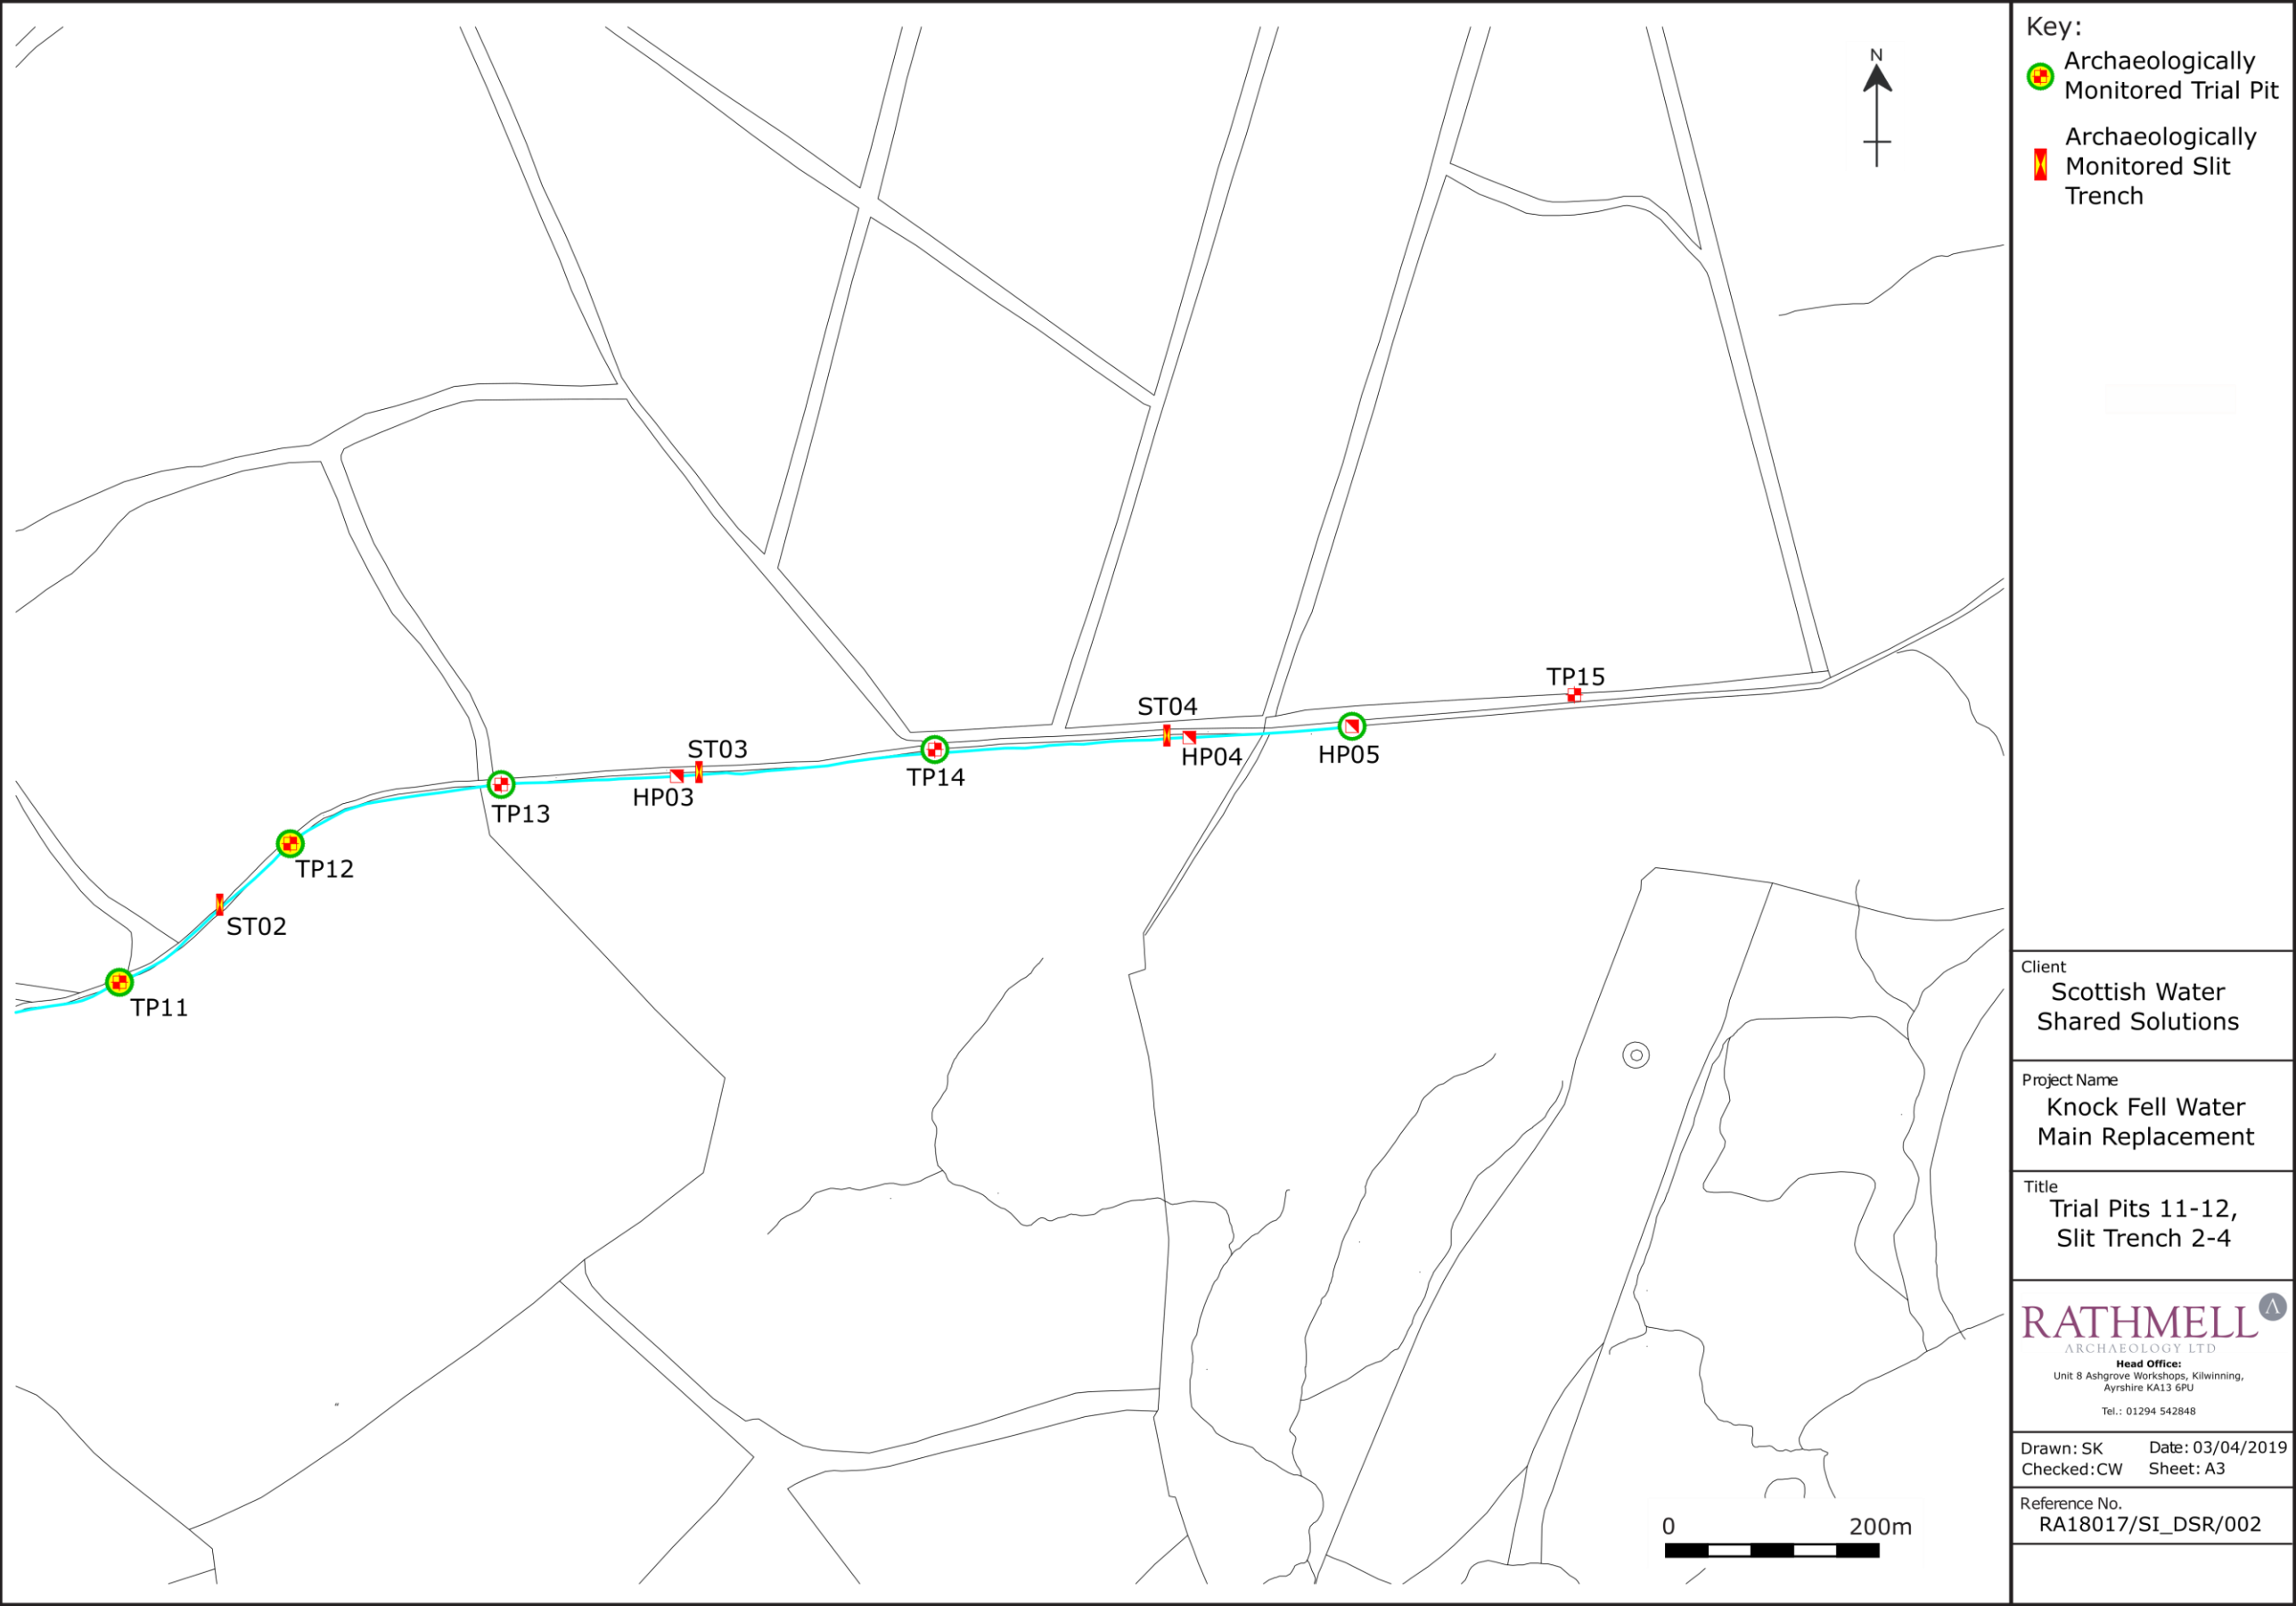 Key:
Archaeologically
Monitored Trial Pit
Archaeologically
Monitored Slit
Trench
N
TP15
ST04
HP04
HP05
ST03
HP03
TP14
TP13
TP12
ST02
TP11
0 200m
Client
Scottish Water
Shared Solutions
Project Name
Knock Fell Water
Main Replacement
Title
Trial Pits 11-12,
Slit Trench 2-4
RATHMELL
ARCHAEOLOGY LTD
Head Office:
Unit 8 Ashgrove Workshops, Kilwinning,
Ayrshire KA13 6PU
Tel.: 01294 542848
Drawn: SK Date: 03/04/2019
Checked: CW Sheet: A3
Reference No.
RA18017/SI_DSR/002